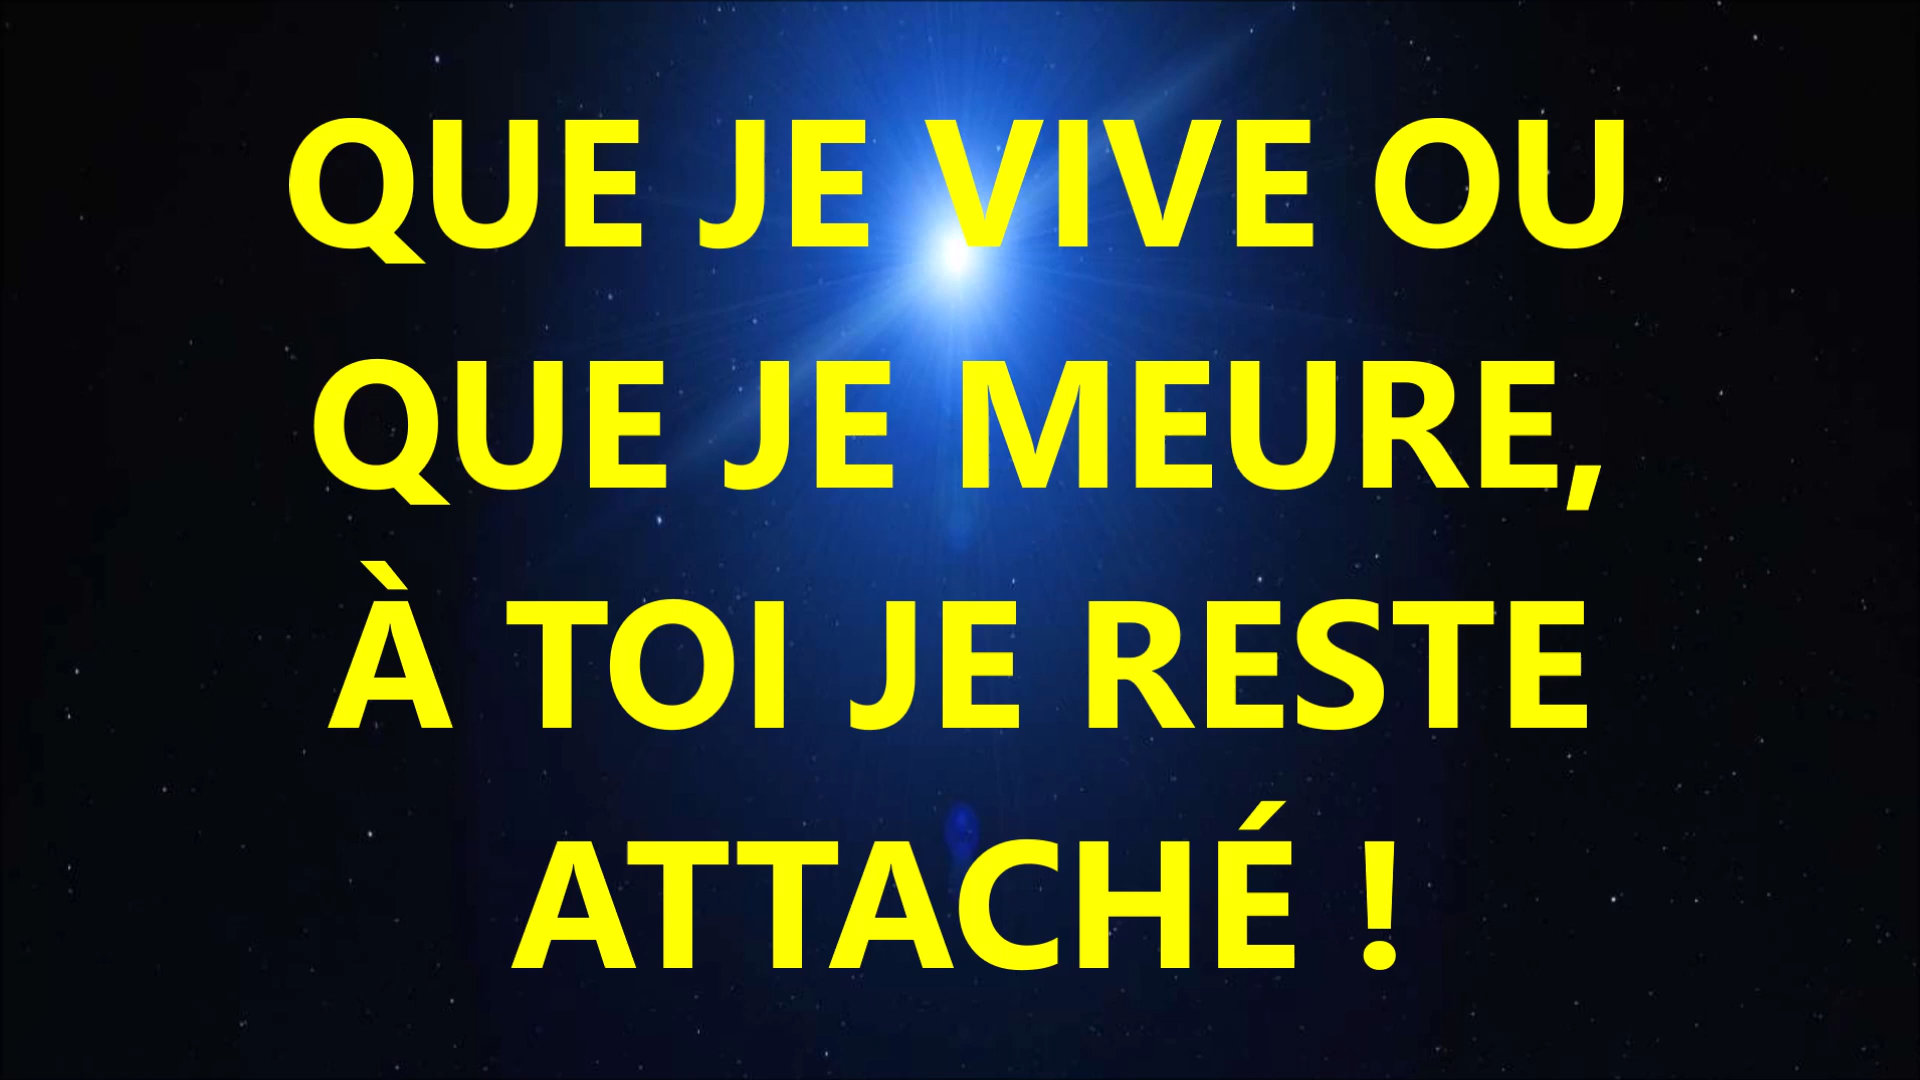 QUE JE VIVE OU
QUE JE MEURE,
À TOI JE RESTE
ATTACHÉ !